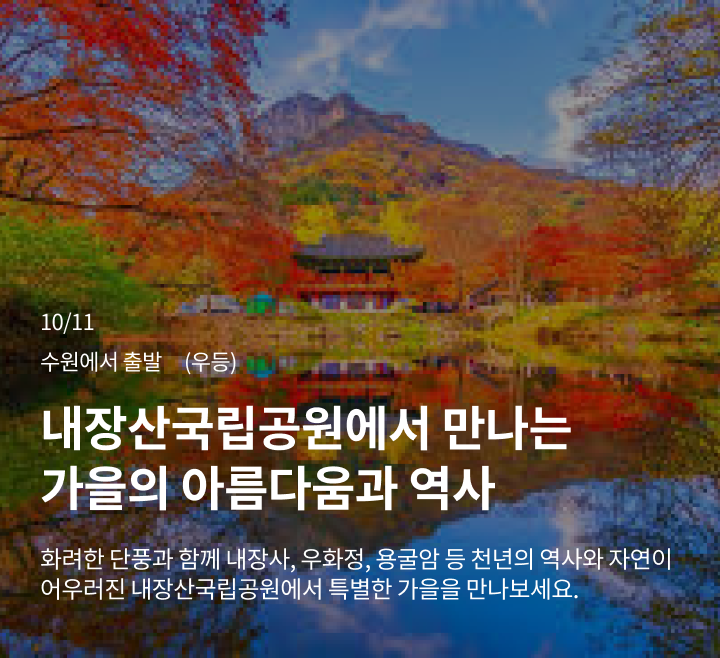 10/11
수원에서 출발 (우등)
내장산국립공원에서 만나는
가을의 아름다움과 역사
화려한 단풍과 함께 내장사, 우화정, 용굴암 등 천년의 역사와 자연이
어우러진 내장산국립공원에서 특별한 가을을 만나보세요.